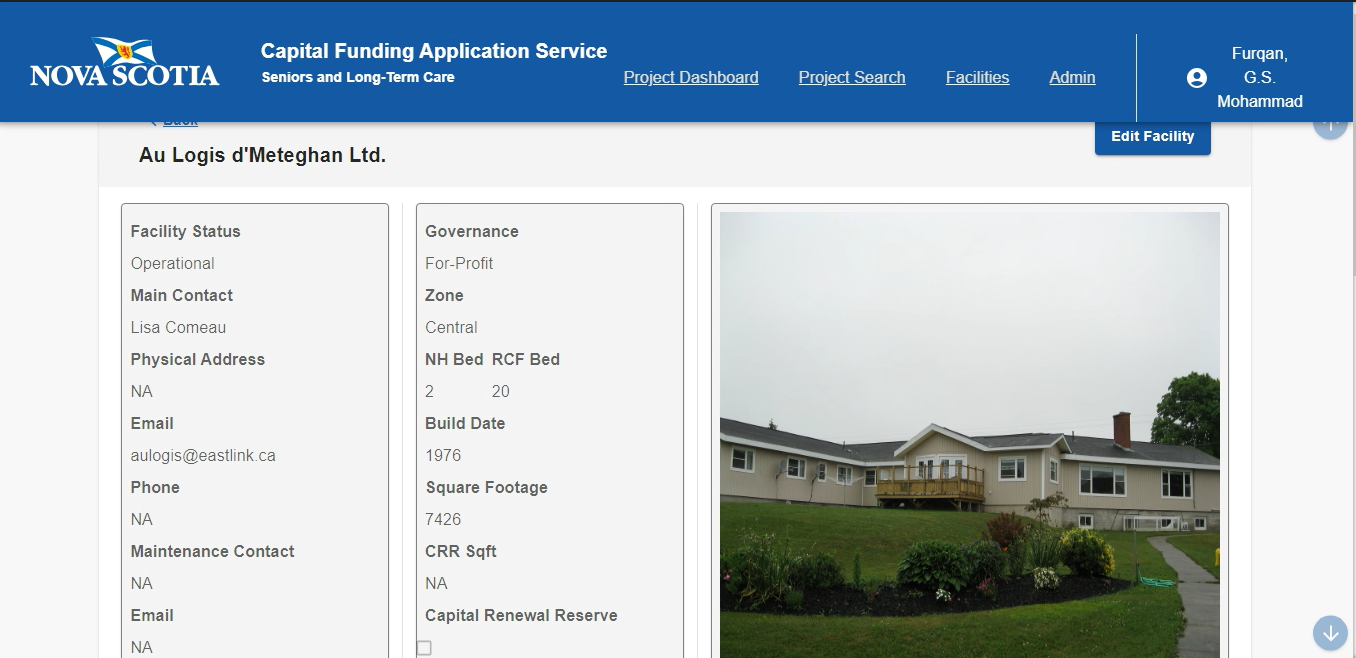 NOVA SCOTIA
Capital Funding Application Service
Seniors and Long-Term Care
Project Dashboard
Project Search
Facilities
Admin
Furqan,
G.S.
Mohammad
Back
Au Logis d'Meteghan Ltd.
Edit Facility
Facility Status
Operational
Main Contact
Lisa Comeau
Physical Address
NA
Email
aulogis@eastlink.ca
Phone
NA
Maintenance Contact
NA
Email
NA
Governance
For-Profit
Zone
Central
NH Bed RCF Bed
2 20
Build Date
1976
Square Footage
7426
CRR Sqft
NA
Capital Renewal Reserve